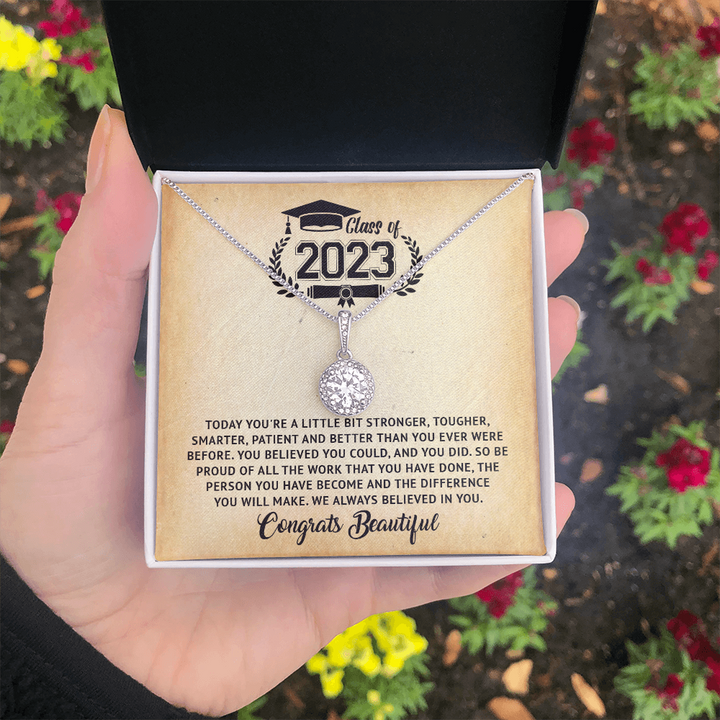 Class of
2023
TODAY YOU'RE A LITTLE BIT STRONGER, TOUGHER,
SMARTER, PATIENT AND BETTER THAN YOU EVER WERE
BEFORE. YOU BELIEVED YOU COULD, AND YOU DID. SO BE
PROUD OF ALL THE WORK THAT YOU HAVE DONE, THE
PERSON YOU HAVE BECOME AND THE DIFFERENCE
YOU WILL MAKE. WE ALWAYS BELIEVED IN YOU.
Congrats Beautiful